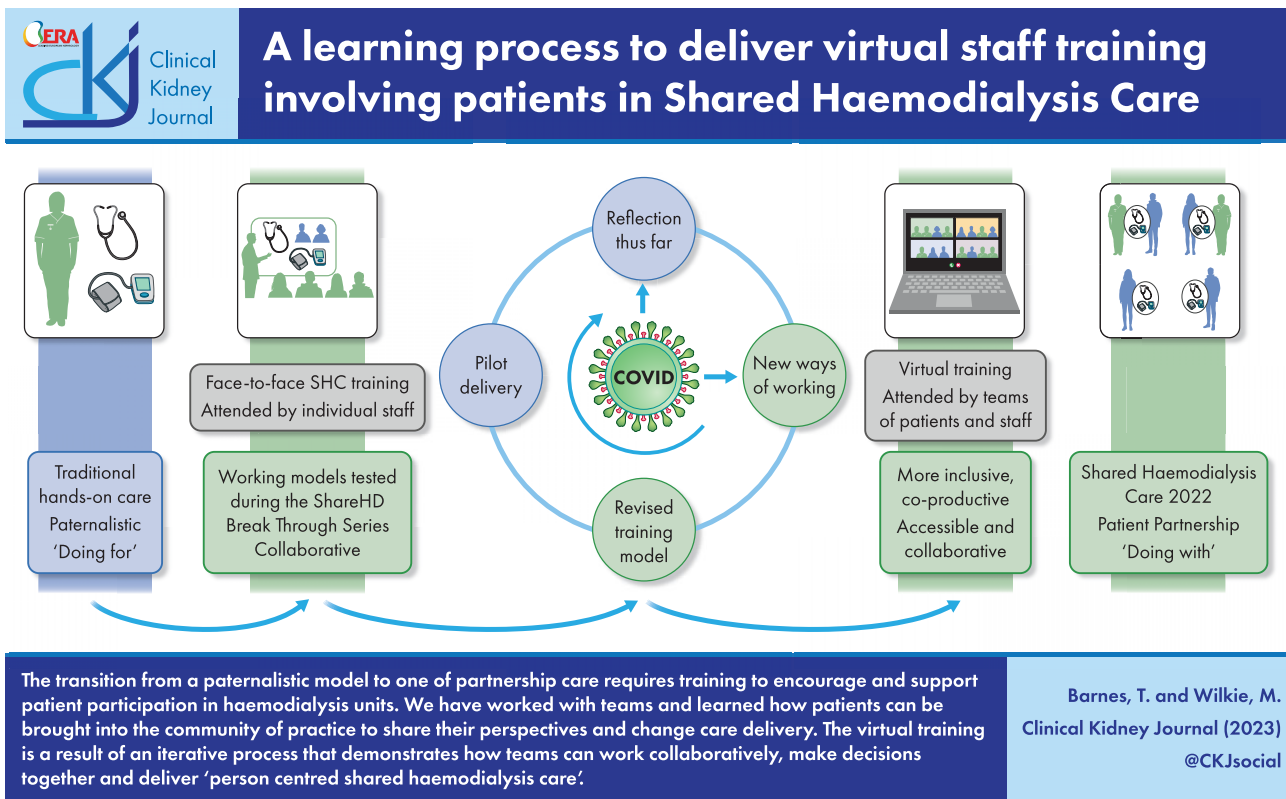 ERA
CKJ
Clinical
Kidney
Journal
A learning process to deliver virtual staff training
involving patients in Shared Haemodialysis Care
Face-to-face SHC training
Attended by individual staff
Traditional
hands-on care
Paternalistic
‘Doing for’
Working models tested
during the ShareHD
Break Through Series
Collaborative
Reflection
thus far
Pilot
delivery
COVID
New ways
of working
Revised
training
model
Virtual training
Attended by teams
of patients and staff
More inclusive,
co-productive
Accessible and
collaborative
Shared Haemodialysis
Care 2022
Patient Partnership
‘Doing with’
The transition from a paternalistic model to one of partnership care requires training to encourage and support
patient participation in haemodialysis units. We have worked with teams and learned how patients can be
brought into the community of practice to share their perspectives and change care delivery. The virtual training
is a result of an iterative process that demonstrates how teams can work collaboratively, make decisions
together and deliver ‘person centred shared haemodialysis care’.
Barnes, T. and Wilkie, M.
Clinical Kidney Journal (2023)
@CKJsocial